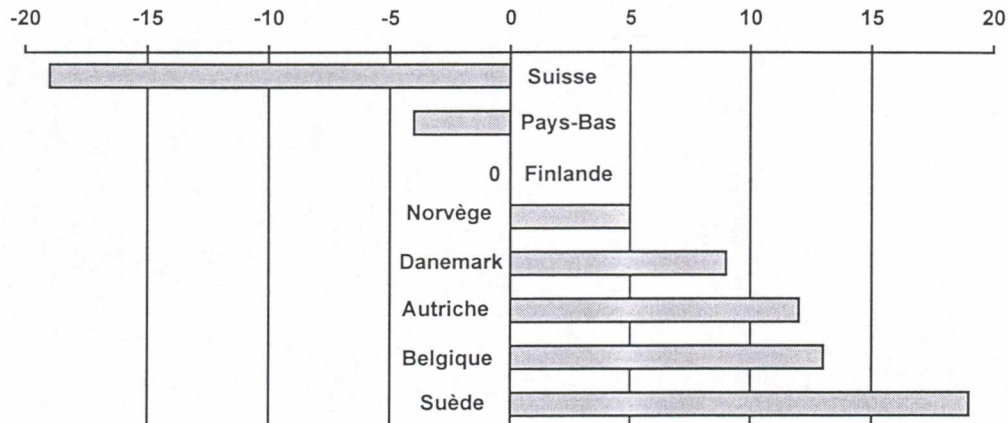 -20 -15 -10 -5 0 5 10 15 20
Suisse
Pays-Bas
0 Finlande
Norvège
Danemark
Autriche
Belgique
Suède